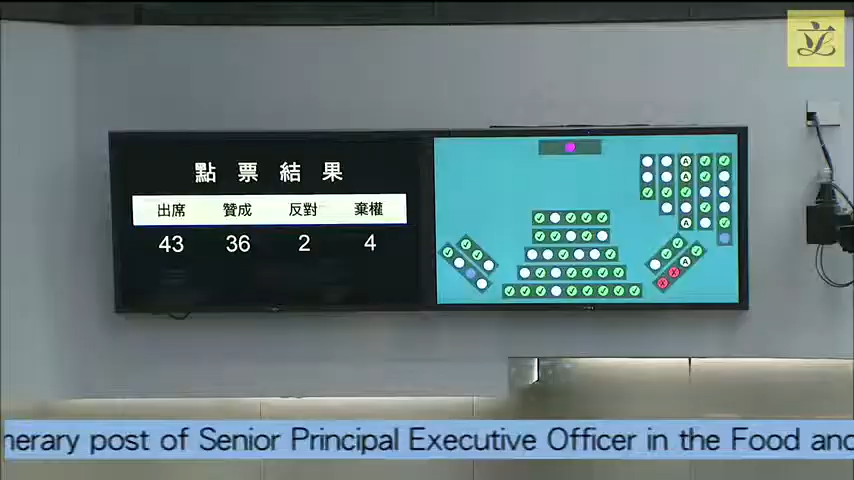 點票結果
出席 贊成 反對 棄權
43 36 2 4
post of Senior Principal Executive Officer in the Food and